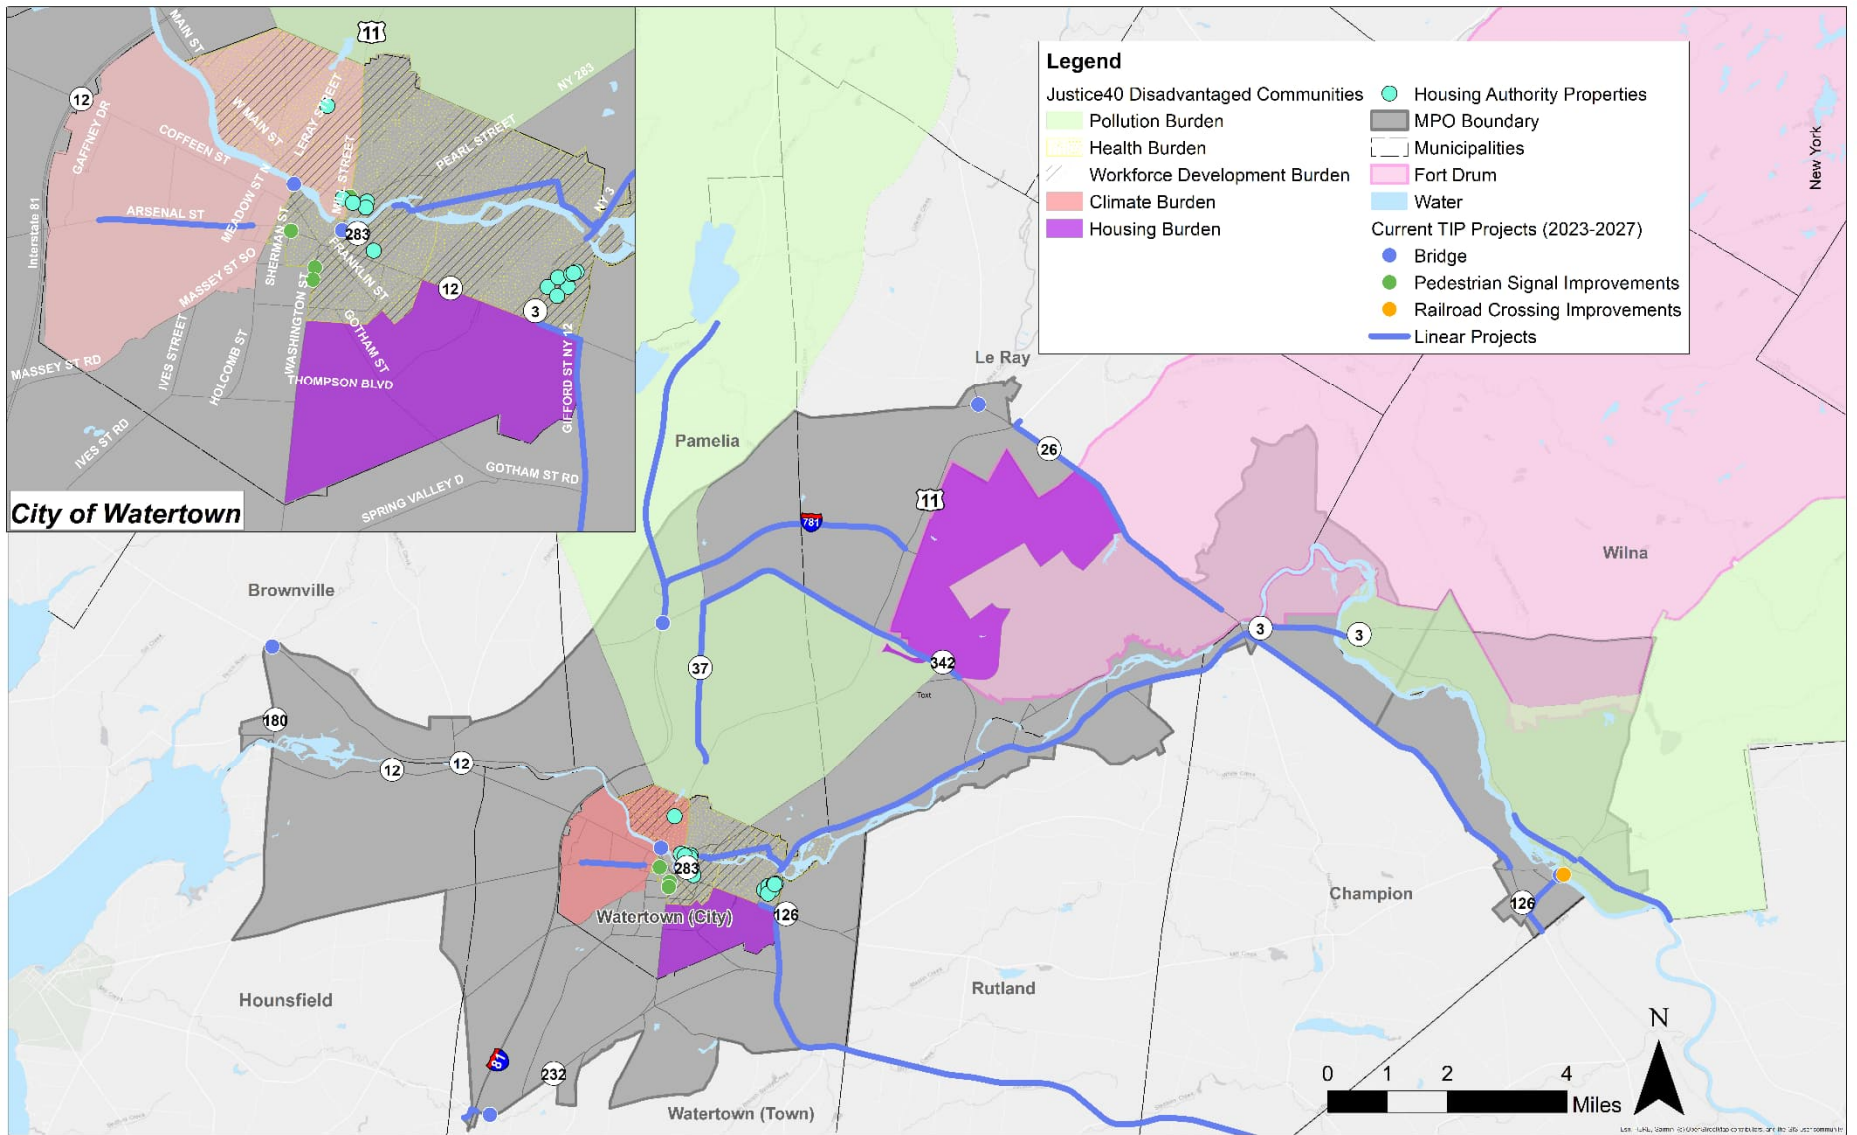 Legend
Justice40 Disadvantaged Communities
Pollution Burden
Health Burden
Workforce Development Burden
Climate Burden
Housing Burden
Housing Authority Properties
MPO Boundary
Municipalities
Fort Drum
Water
Current TIP Projects (2023-2027)
Bridge
Pedestrian Signal Improvements
Railroad Crossing Improvements
Linear Projects
New York
MAIN ST
11
NY 283
12
GAFFNEY DR
W MAIN ST
LERAY STREET
COFFEEN ST
PEARL STREET
MEADOW ST N
NY 3
ARSENAL ST
283
Interstate 81
SHERMAN ST
MASSEY ST SO
FRANKLIN ST
12
3
WASHINGTON ST
GOTHAM ST
IVES STREET
HOLCOMB ST
MASSEY ST RD
THOMPSON BLVD
GIFFORD ST NY 12
IVES ST RD
GOTHAM ST RD
SPRING VALLEY D
City of Watertown
Le Ray
Pamelia
26
11
781
Wilna
Brownville
3
3
342
37
Text
180
12
12
283
Watertown (City)
126
Champion
126
Hounsfield
Rutland
81
232
Watertown (Town)
N
0 1 2 4
Miles